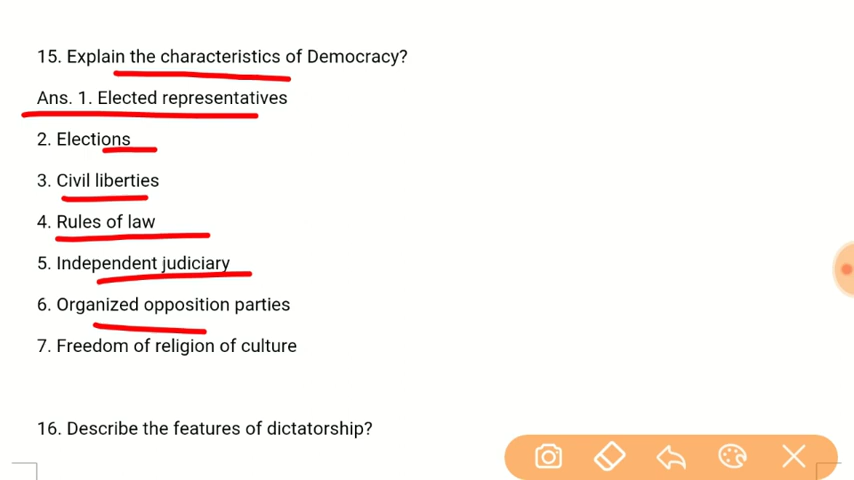 15. Explain the characteristics of Democracy?
Ans. 1. Elected representatives
2. Elections
3. Civil liberties
4. Rules of law
5. Independent judiciary
6. Organized opposition parties
7. Freedom of religion of culture
16. Describe the features of dictatorship?